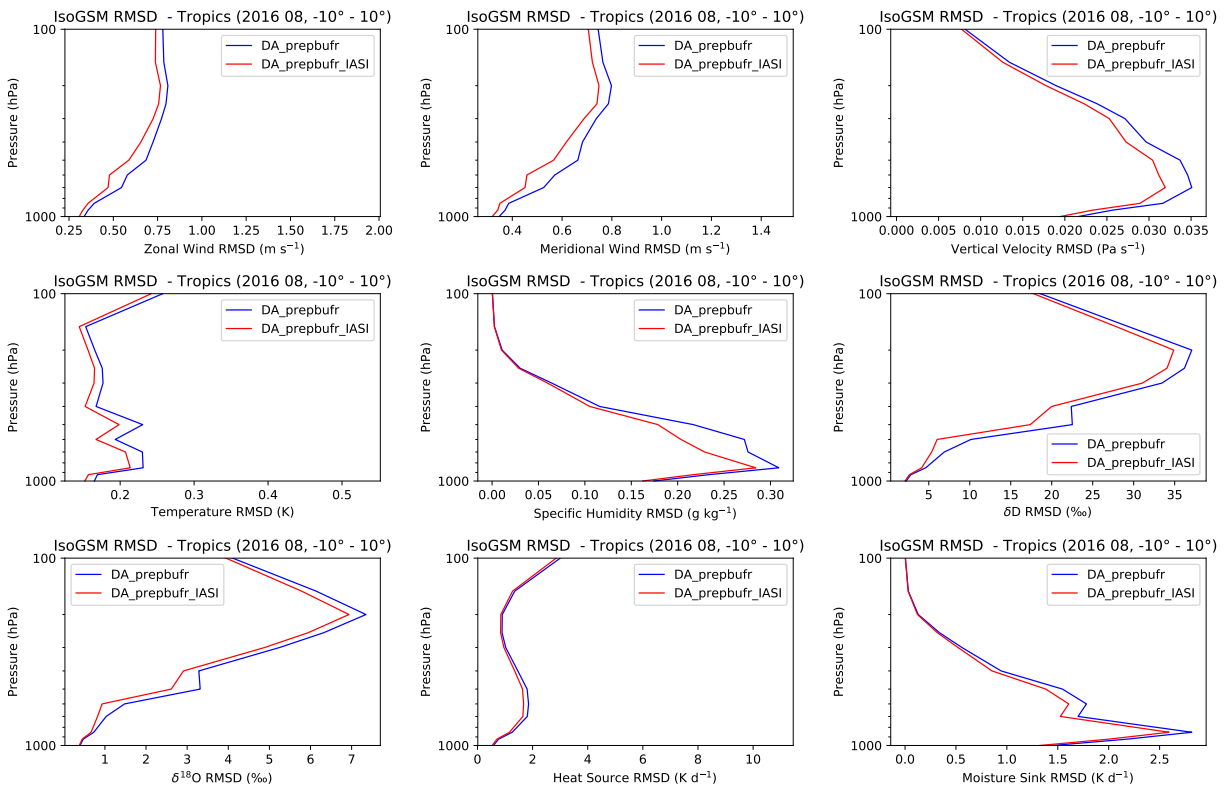 IsoGSM RMSD  - Tropics (2016 08, -10° - 10°)
DA_prepbufr
DA_prepbufr_IASI
Pressure (hPa)
100
1000
0.25 0.50 0.75 1.00 1.25 1.50 1.75 2.00
Zonal Wind RMSD (m s⁻¹)
IsoGSM RMSD  - Tropics (2016 08, -10° - 10°)
DA_prepbufr
DA_prepbufr_IASI
Pressure (hPa)
100
1000
0.4 0.6 0.8 1.0 1.2 1.4
Meridional Wind RMSD (m s⁻¹)
IsoGSM RMSD  - Tropics (2016 08, -10° - 10°)
DA_prepbufr
DA_prepbufr_IASI
Pressure (hPa)
100
1000
0.000 0.005 0.010 0.015 0.020 0.025 0.030 0.035
Vertical Velocity RMSD (Pa s⁻¹)
IsoGSM RMSD  - Tropics (2016 08, -10° - 10°)
DA_prepbufr
DA_prepbufr_IASI
Pressure (hPa)
100
1000
0.2 0.3 0.4 0.5
Temperature RMSD (K)
IsoGSM RMSD  - Tropics (2016 08, -10° - 10°)
DA_prepbufr
DA_prepbufr_IASI
Pressure (hPa)
100
1000
0.00 0.05 0.10 0.15 0.20 0.25 0.30
Specific Humidity RMSD (g kg⁻¹)
IsoGSM RMSD  - Tropics (2016 08, -10° - 10°)
Pressure (hPa)
100
1000
DA_prepbufr
DA_prepbufr_IASI
5 10 15 20 25 30 35
δD RMSD (‰)
IsoGSM RMSD  - Tropics (2016 08, -10° - 10°)
DA_prepbufr
DA_prepbufr_IASI
Pressure (hPa)
100
1000
1 2 3 4 5 6 7
δ¹⁸O RMSD (‰)
IsoGSM RMSD  - Tropics (2016 08, -10° - 10°)
DA_prepbufr
DA_prepbufr_IASI
Pressure (hPa)
100
1000
0 2 4 6 8 10
Heat Source RMSD (K d⁻¹)
IsoGSM RMSD  - Tropics (2016 08, -10° - 10°)
DA_prepbufr
DA_prepbufr_IASI
Pressure (hPa)
100
1000
0.0 0.5 1.0 1.5 2.0 2.5
Moisture Sink RMSD (K d⁻¹)